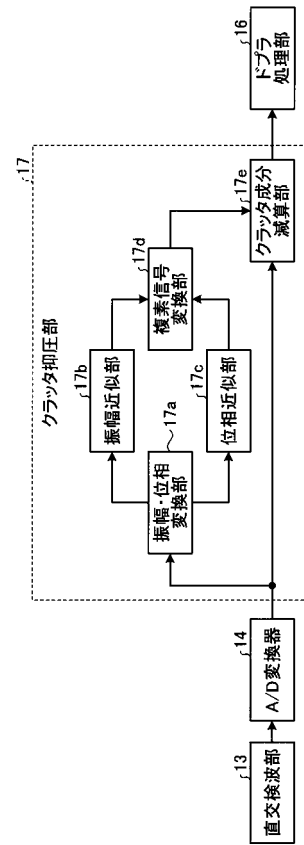 13
直交検波部
14
A/D変換器
17
クラッタ抑圧部
17a
振幅・位相
変換部
17b
振幅近似部
17c
位相近似部
17d
複素信号
変換部
17e
クラッタ成分
減算部
16
ドプラ
処理部